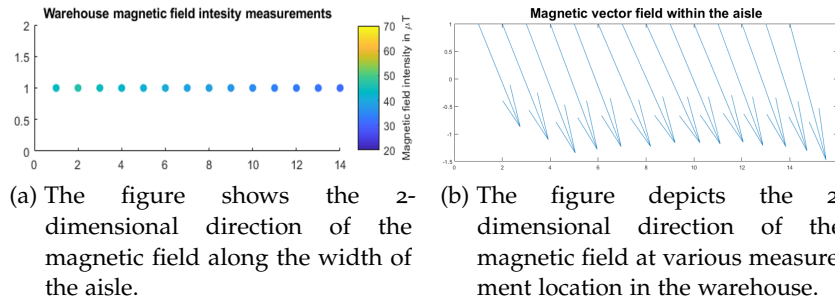 Warehouse magnetic field intesity measurements
2
1.5
1
0.5
0
0 2 4 6 8 10 12 14
70
60
50
40
30
20
Magnetic field intensity in μT
(a) The figure shows the 2-
dimensional direction of the
magnetic field along the width of
the aisle.
Magnetic vector field within the aisle
1
0.5
0
-0.5
-1
-1.5
0 2 4 6 8 10 12 14
(b) The figure depicts the 2
dimensional direction of the
magnetic field at various measure
ment location in the warehouse.